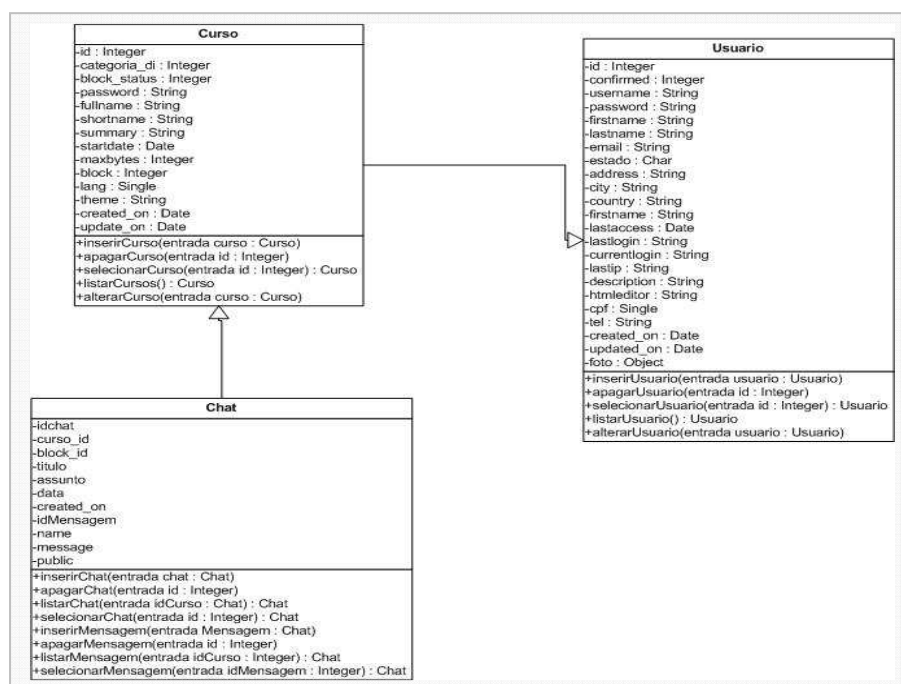 Curso
-id : Integer
-categoria_di : Integer
-block_status : Integer
-password : String
-fullname : String
-shortname : String
-summary : String
-startdate : Date
-maxbytes : Integer
-block : Integer
-lang : Single
-theme : String
-created_on : Date
-update_on : Date
+inserirCurso(entrada curso : Curso)
+apagarCurso(entrada id : Integer)
+selecionarCurso(entrada id : Integer) : Curso
+listarCursos() : Curso
+alterarCurso(entrada curso : Curso)
Usuario
-id : Integer
-confirmed : Integer
-username : String
-password : String
-firstname : String
-lastname : String
-email : String
-estado : Char
-address : String
-city : String
-country : String
-firstname : String
-lastaccess : Date
-lastlogin : String
-currentlogin : String
-lastip : String
-description : String
-htmleditor : String
-cpf : Single
-tel : String
-created_on : Date
-updated_on : Date
-foto : Object
+inserirUsuario(entrada usuario : Usuario)
+apagarUsuario(entrada id : Integer)
+selecionarUsuario(entrada id : Integer) : Usuario
+listarUsuario() : Usuario
+alterarUsuario(entrada usuario : Usuario)
Chat
-idchat
-curso_id
-block_id
-titulo
-assunto
-data
-created_on
-idMensagem
-name
-message
-public
+inserirChat(entrada chat : Chat)
+apagarChat(entrada id : Integer)
+listarChat(entrada idCurso : Chat) : Chat
+selecionarChat(entrada id : Integer) : Chat
+inserirMensagem(entrada Mensagem : Chat)
+apagarMensagem(entrada id : Integer)
+listarMensagem(entrada idCurso : Integer) : Chat
+selecionarMensagem(entrada idMensagem : Integer) : Chat